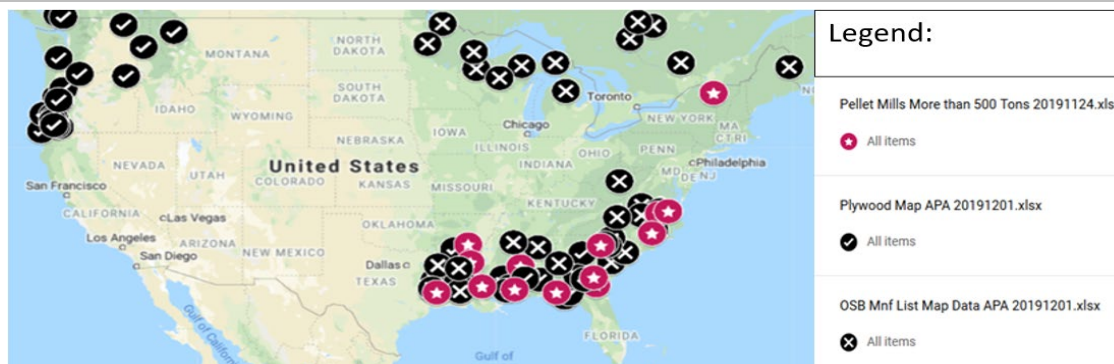 Legend:
Pellet Mills More than 500 Tons 20191124.xls
All items
Plywood Map APA 20191201.xlsx
All items
OSB Mnf List Map Data APA 20191201.xlsx
All items
MONTANA
NORTH
DAKOTA
SOUTH
DAKOTA
IDAHO
WYOMING
Toronto
NEW YORK
MA
CT RI
IOWA
Chicago
NEBRASKA
ILLINOIS
INDIANA
OHIO
PENN
Philadelphia
MD
DE NJ
NEVADA
UTAH
United States
COLORADO
KANSAS
MISSOURI
San Francisco
CALIFORNIA
Las Vegas
KENTUCKY
OKLAHOMA
Los Angeles
ARIZONA
NEW MEXICO
San Diego
Dallas
TEXAS
Gulf of Californ
FLORIDA
Gulf of